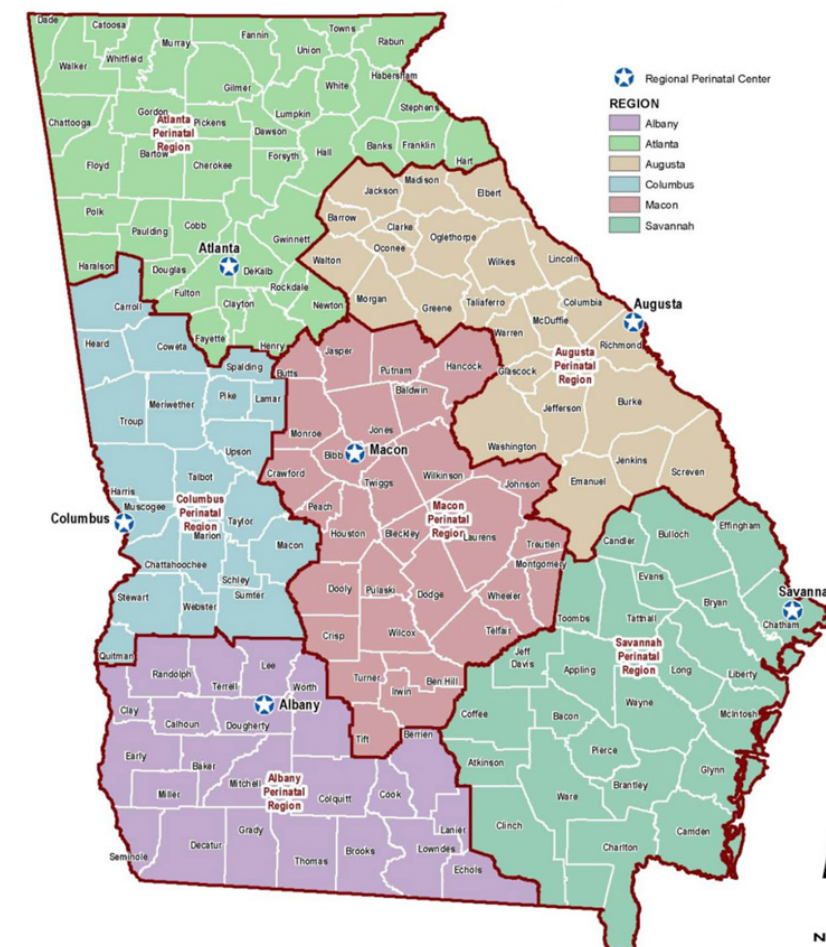 Dade
Catoosa
Fannin
Towns
Rabun
Murray
Union
Walker
Whitfield
Habersham
Gilmer
White
Chattooga
Gordon
Pickens
Lumpkin
Stephens
Atlanta
Perinatal
Region
Dawson
Floyd
Bartow
Cherokee
Forsyth
Hall
Banks
Franklin
Hart
Polk
Paulding
Cobb
Gwinnett
Haralson
Douglas
Atlanta
DeKalb
Fulton
Rockdale
Clayton
Newton
Fayette
Henry
Regional Perinatal Center
REGION
Albany
Atlanta
Augusta
Columbus
Macon
Savannah
Jackson
Madison
Elbert
Barrow
Clarke
Oconee
Oglethorpe
Walton
Wilkes
Lincoln
Morgan
Greene
Taliaferro
Columbia
McDuffie
Augusta
Warren
Richmond
Augusta
Perinatal
Region
Glascock
Jefferson
Burke
Washington
Jenkins
Screven
Emanuel
Carroll
Heard
Coweta
Spalding
Troup
Meriwether
Pike
Lamar
Upson
Talbot
Harris
Muscogee
Columbus
Columbus
Perinatal
Region
Taylor
Marion
Macon
Chattahoochee
Schley
Stewart
Webster
Sumter
Quitman
Butts
Jasper
Putnam
Hancock
Baldwin
Monroe
Jones
Bibb
Macon
Crawford
Twiggs
Wilkinson
Johnson
Peach
Macon
Perinatal
Region
Houston
Bleckley
Laurens
Treutlen
Montgomery
Dooly
Pulaski
Dodge
Wheeler
Crisp
Wilcox
Telfair
Turner
Irwin
Ben Hill
Tift
Candler
Bulloch
Effingham
Evans
Bryan
Savanna
Chatham
Toombs
Tattnall
Savannah
Perinatal
Region
Jeff
Davis
Appling
Long
Liberty
Wayne
McIntosh
Coffee
Bacon
Pierce
Atkinson
Glynn
Brantley
Ware
Clinch
Camden
Charlton
Randolph
Lee
Terrell
Worth
Clay
Calhoun
Dougherty
Albany
Berrien
Early
Baker
Mitchell
Albany
Perinatal
Region
Miller
Colquitt
Cook
Seminole
Decatur
Grady
Thomas
Brooks
Lanier
Lowndes
Echols
N